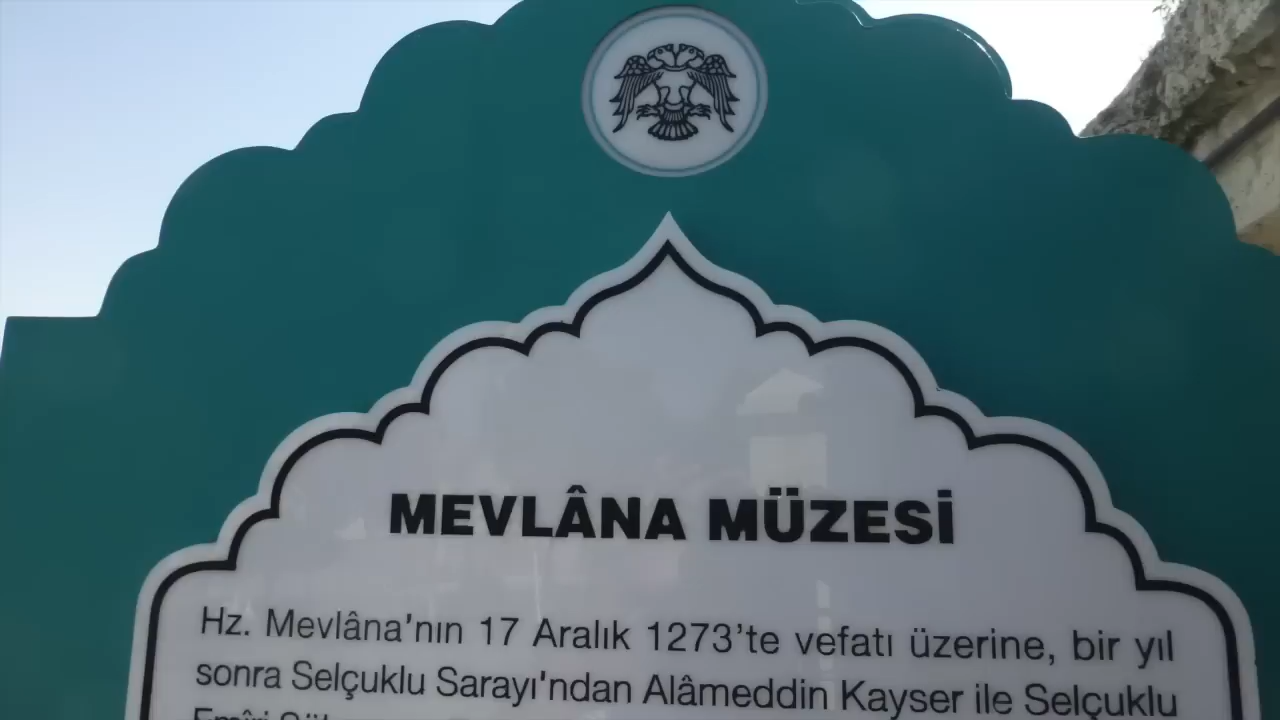 MEVLÂNA MÜZESİ
Hz. Mevlâna'nın 17 Aralık 1273'te vefatı üzerine, bir yıl
sonra Selçuklu Sarayı'ndan Alâmeddin Kayser ile Selçuklu